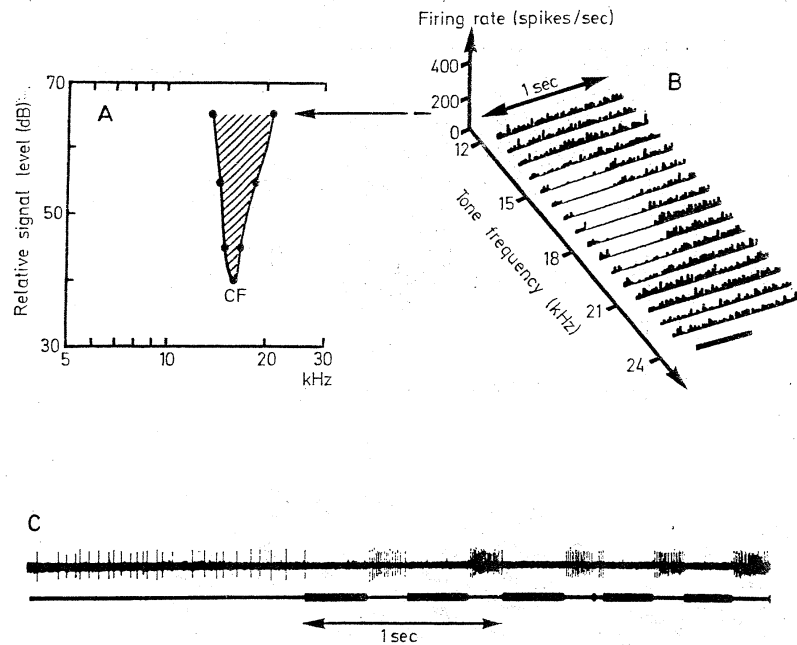 Firing rate (spikes/sec)
400
200
0
1 sec
B
12
15
18
21
24
Tone frequency (kHz)
70
50
30
Relative signal level (dB)
A
CF
5
10
20
30
kHz
C
1 sec